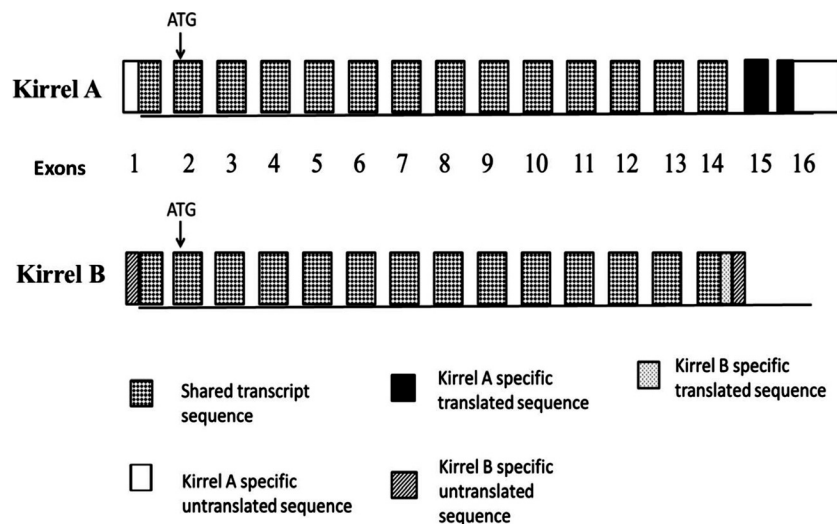 ATG
Kirrel A
Exons 1 2 3 4 5 6 7 8 9 10 11 12 13 14 15 16
ATG
Kirrel B
Shared transcript
sequence
Kirrel A specific
translated sequence
Kirrel B specific
translated sequence
Kirrel A specific
untranslated sequence
Kirrel B specific
untranslated
sequence